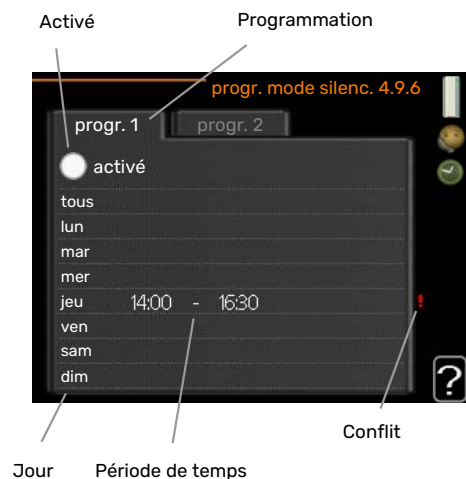 Activé
Programmation
progr. mode silenc. 4.9.6
progr. 1
progr. 2
activé
tous
lun
mar
mer
jeu 14:00 - 16:30
ven
sam
dim
!
?
Conflit
Jour
Période de temps